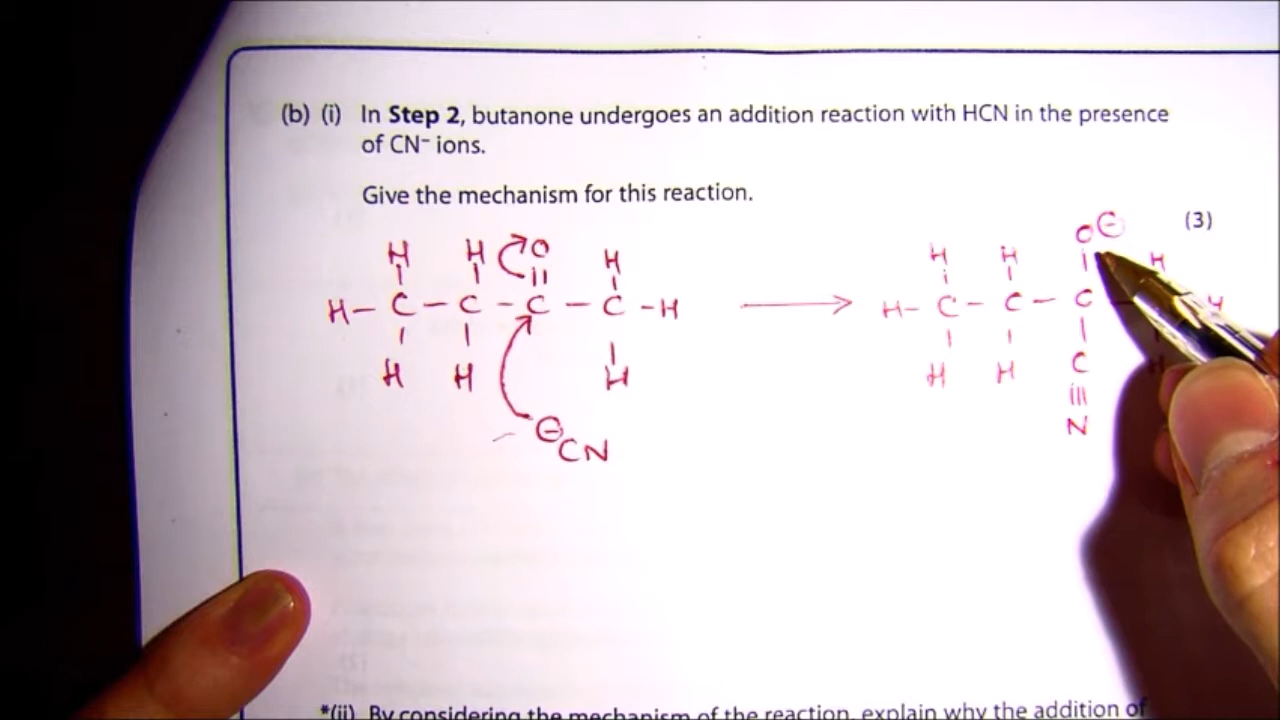 (b) (i) In Step 2, butanone undergoes an addition reaction with HCN in the presence
of CN⁻ ions.
Give the mechanism for this reaction.
(3)
H H O H
H – C – C – C – C – H
H H H
⊖CN
O⊖
H H H
H – C – C – C –
H H C H
N
*(ii) By considering the mechanism of the reaction, explain why the addition of